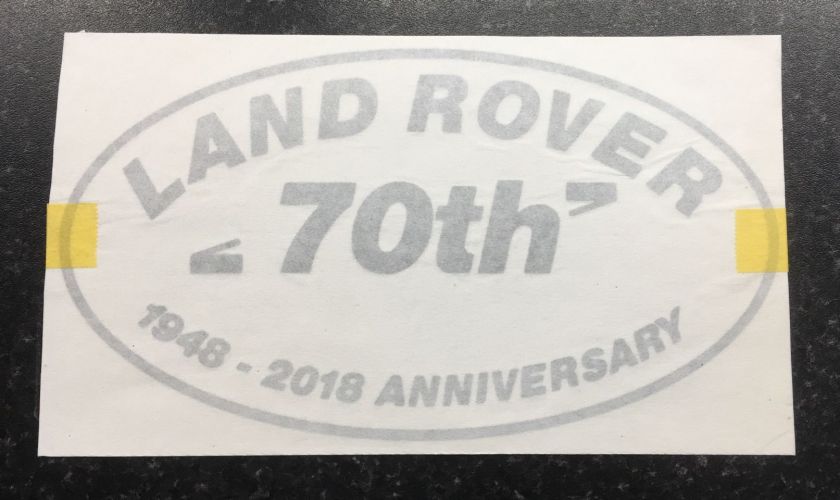 LAND ROVER
70th
1948 - 2018 ANNIVERSARY